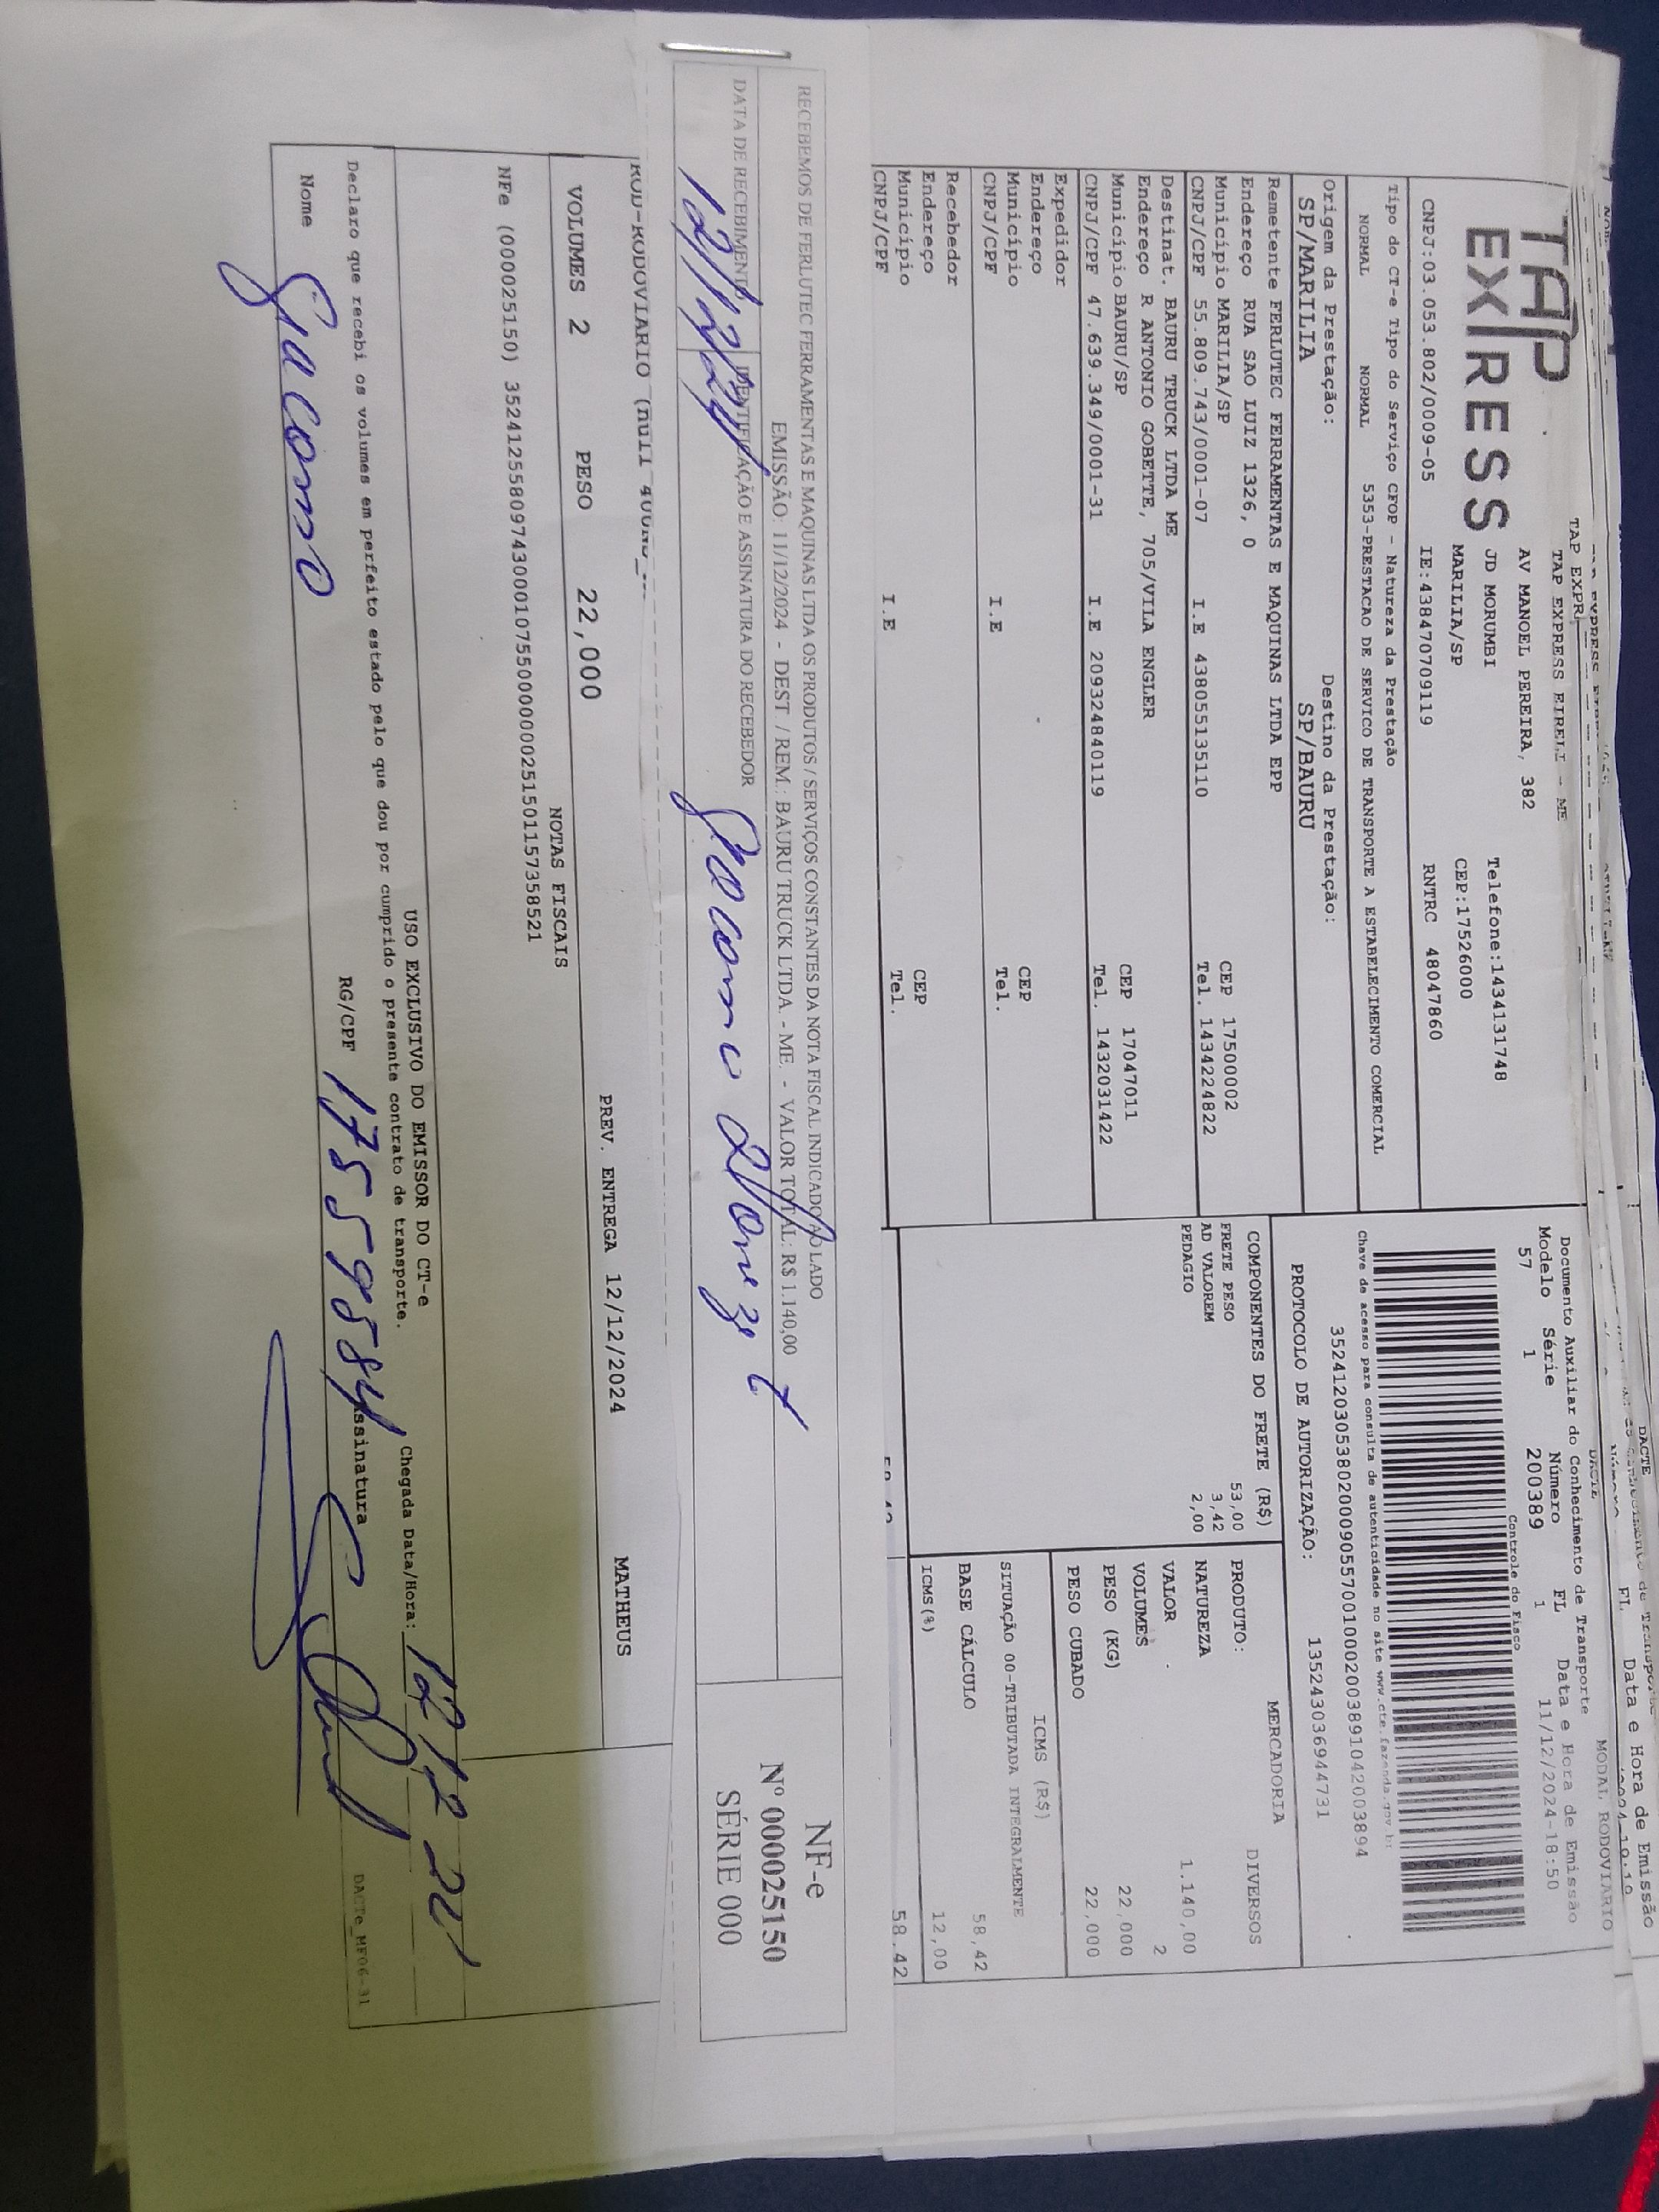 TAP EXPRESS
TAP EXPRESS EIRELI - ME
AV MANOEL PEREIRA, 382
JD MORUMBI
Telefone:1434131748
MARILIA/SP
CEP:17526000
CNPJ:03.053.802/0009-05 IE:438470709119 RNTRC 48047860
MODAL RODOVIARIO
Documento Auxiliar do Conhecimento de Transporte
Modelo Série Número FL Data e Hora de Emissão
57 1 200389 1 11/12/2024-18:50
Controle do Fisco
Chave de acesso para consulta de autenticidade no site www.cte.fazenda.gov.br
35241203053802000905570010002003891042003894
PROTOCOLO DE AUTORIZAÇÃO: 135243036944731
Tipo do CT-e Tipo do Serviço CFOP - Natureza da Prestação
NORMAL NORMAL 5353-PRESTACAO DE SERVICO DE TRANSPORTE A ESTABELECIMENTO COMERCIAL
Origem da Prestação: Destino da Prestação:
SP/MARILIA SP/BAURU
Remetente FERLUTEC FERRAMENTAS E MAQUINAS LTDA EPP
Endereço RUA SAO LUIZ 1326, 0
Município MARILIA/SP CEP 17500002
CNPJ/CPF 55.809.743/0001-07 I.E 438055135110 Tel. 1434224822
Destinat. BAURU TRUCK LTDA ME
Endereço R ANTONIO GOBETTE, 705/VILA ENGLER
Município BAURU/SP CEP 17047011
CNPJ/CPF 47.639.349/0001-31 I.E 209324840119 Tel. 1432031422
Expedidor
Endereço
Município CEP
CNPJ/CPF I.E Tel.
Recebedor
Endereço
Município CEP
CNPJ/CPF I.E Tel.
COMPONENTES DO FRETE (R$)
FRETE PESO 53,00
AD VALOREM 3,42
PEDAGIO 2,00
MERCADORIA
PRODUTO: DIVERSOS
NATUREZA
VALOR 1.140,00
VOLUMES 2
PESO (KG) 22,000
PESO CUBADO 22,000
ICMS (R$)
SITUAÇÃO 00-TRIBUTADA INTEGRALMENTE
BASE CÁLCULO 58,42
ICMS(%) 12,00
58.42
RECEBEMOS DE FERLUTEC FERRAMENTAS E MAQUINAS LTDA OS PRODUTOS / SERVIÇOS CONSTANTES DA NOTA FISCAL INDICADO AO LADO
EMISSÃO: 11/12/2024 - DEST. / REM.: BAURU TRUCK LTDA. - ME. - VALOR TOTAL: R$ 1.140,00
DATA DE RECEBIMENTO IDENTIFICAÇÃO E ASSINATURA DO RECEBEDOR
12/12/24 Giacomo
NF-e
Nº 000025150
SÉRIE 000
VOLUMES 2 PESO 22,000 PREV. ENTREGA 12/12/2024 MATHEUS
NOTAS FISCAIS
NFe (000025150) 35241255809743000107550000000251501157358521
USO EXCLUSIVO DO EMISSOR DO CT-e
Declaro que recebi os volumes em perfeito estado pelo que dou por cumprido o presente contrato de transporte.
Chegada Data/Hora: 12 12 24
Nome Giacomo RG/CPF Assinatura
DACTe_MF06-31